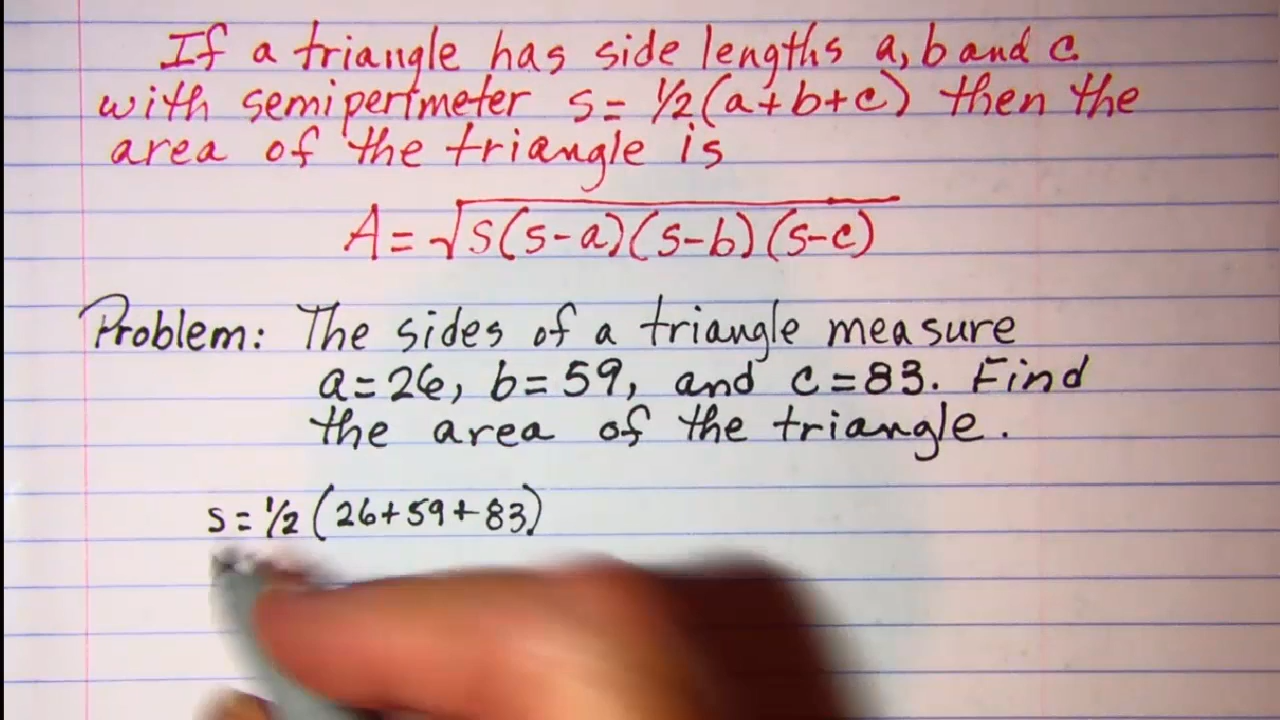 If a triangle has side lengths a, b and c
with semiperimeter s = 1/2(a+b+c) then the
area of the triangle is
A = √s(s-a)(s-b)(s-c)
Problem: The sides of a triangle measure
a=26, b=59, and c=83. Find
the area of the triangle.
s = 1/2 (26+59+83)